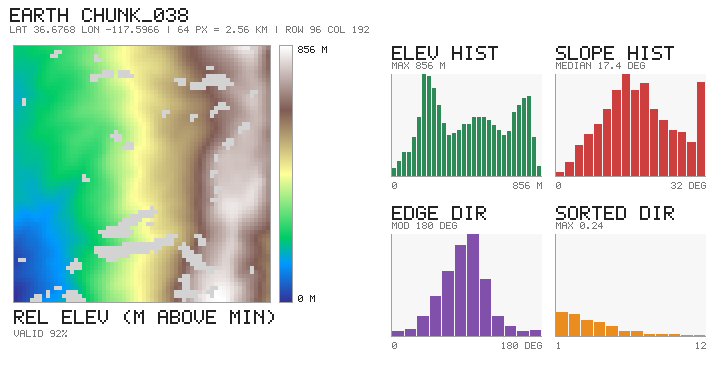 EARTH CHUNK_038
LAT 36.6768 LON -117.5966 | 64 PX = 2.56 KM | ROW 96 COL 192
856 M
0 M
REL ELEV (M ABOVE MIN)
VALID 92%
ELEV HIST
MAX 856 M
0 856 M
SLOPE HIST
MEDIAN 17.4 DEG
0 32 DEG
EDGE DIR
MOD 180 DEG
0 180 DEG
SORTED DIR
MAX 0.24
1 12